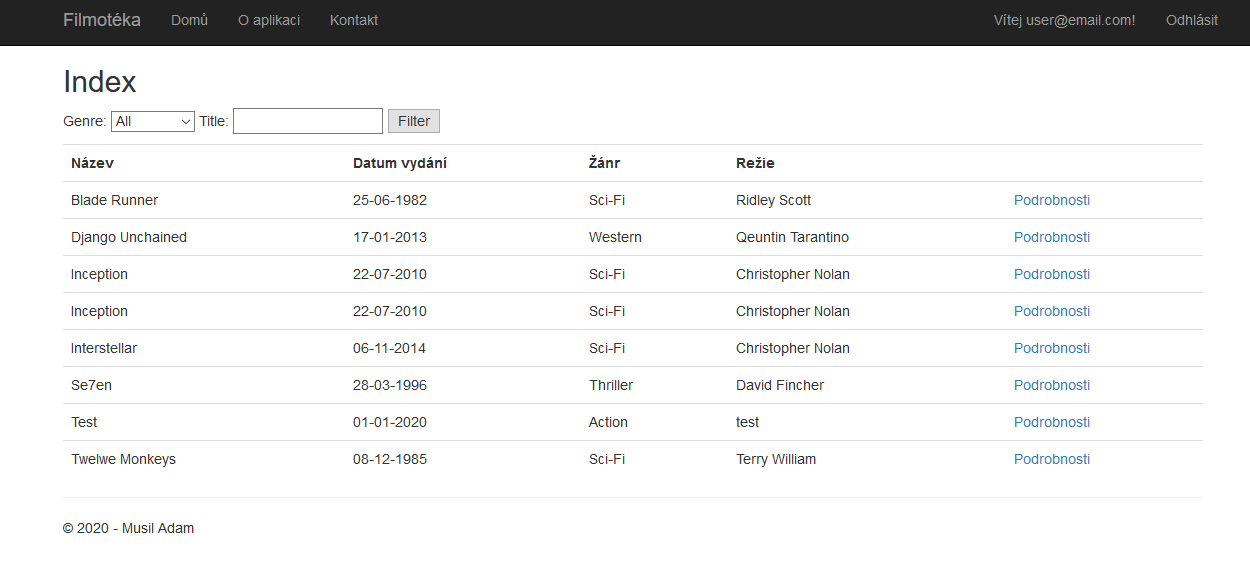 Filmotéka Domů O aplikaci Kontakt Vítej user@email.com! Odhlásit
Index
Genre: All Title: Filter
Název Datum vydání Žánr Režie
Blade Runner 25-06-1982 Sci-Fi Ridley Scott Podrobnosti
Django Unchained 17-01-2013 Western Qeuntin Tarantino Podrobnosti
Inception 22-07-2010 Sci-Fi Christopher Nolan Podrobnosti
Inception 22-07-2010 Sci-Fi Christopher Nolan Podrobnosti
Interstellar 06-11-2014 Sci-Fi Christopher Nolan Podrobnosti
Se7en 28-03-1996 Thriller David Fincher Podrobnosti
Test 01-01-2020 Action test Podrobnosti
Twelwe Monkeys 08-12-1985 Sci-Fi Terry William Podrobnosti
© 2020 - Musil Adam